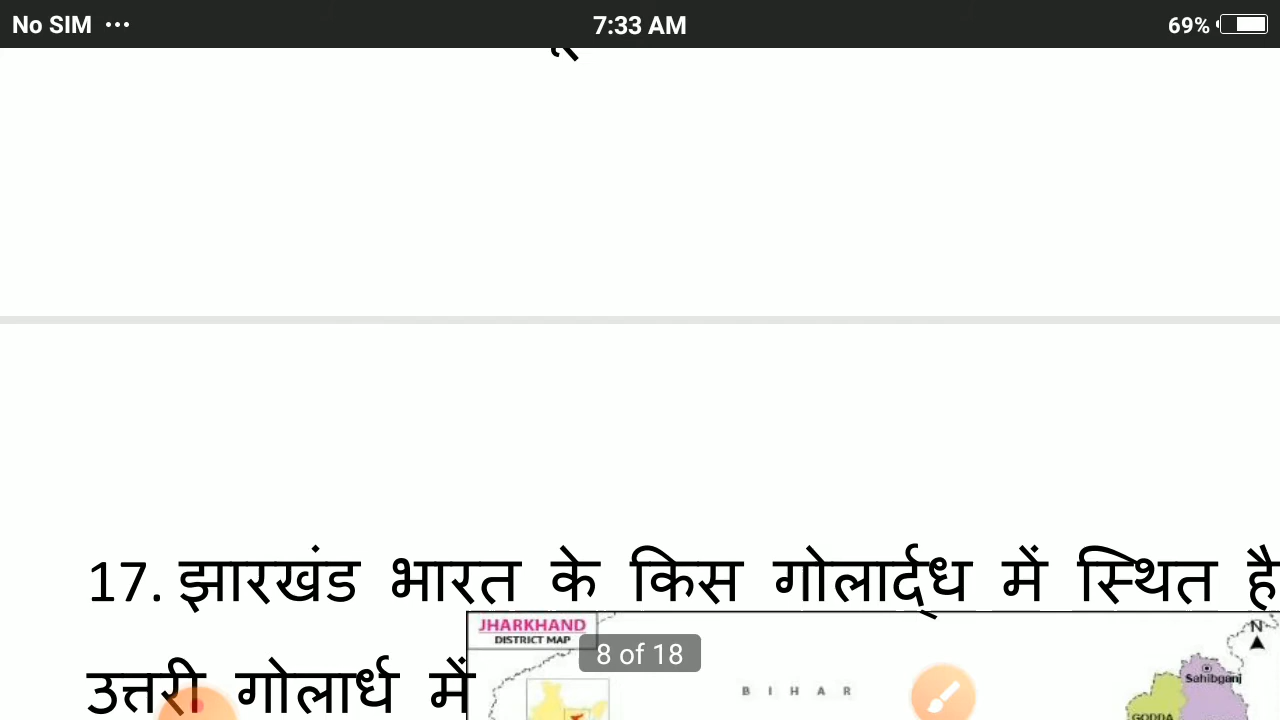 No SIM ··· 7:33 AM 69%
17. झारखंड भारत के किस गोलार्द्ध में स्थित है
JHARKHAND
DISTRICT MAP
N
8 of 18
उत्तरी गोलार्ध में
BIHAR
Sahibganj
GODDA